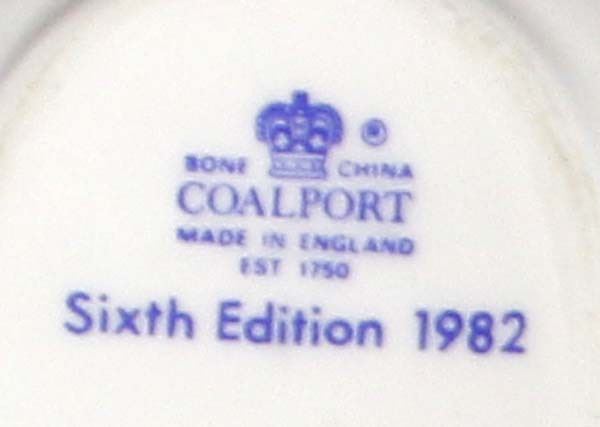 ®
BONE CHINA
COALPORT
MADE IN ENGLAND
EST 1750
Sixth Edition 1982